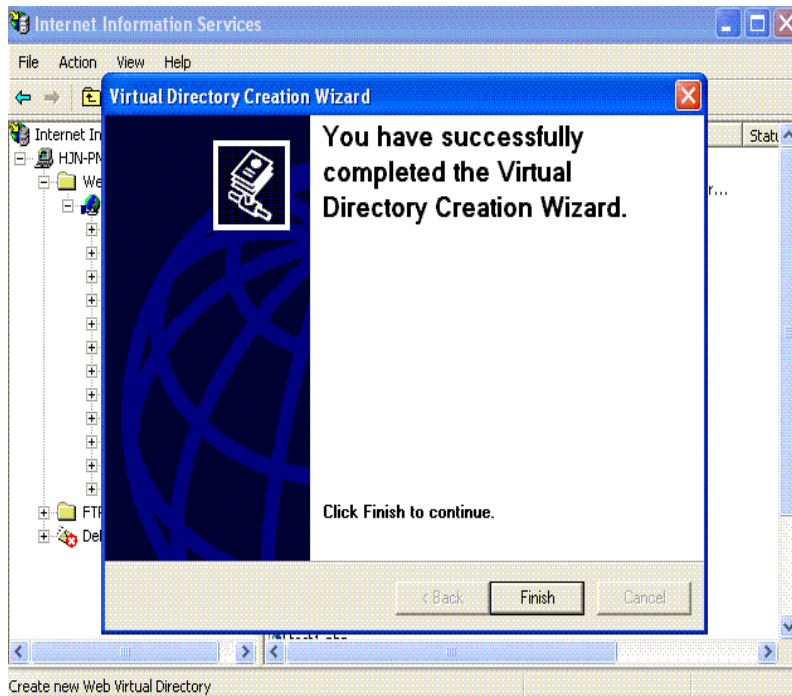 Internet Information Services
File Action View Help
Virtual Directory Creation Wizard
Internet In
HJN-PN
We
FTF
Def
You have successfully
completed the Virtual
Directory Creation Wizard.
Click Finish to continue.
< Back Finish Cancel
Statu
r...
Create new Web Virtual Directory